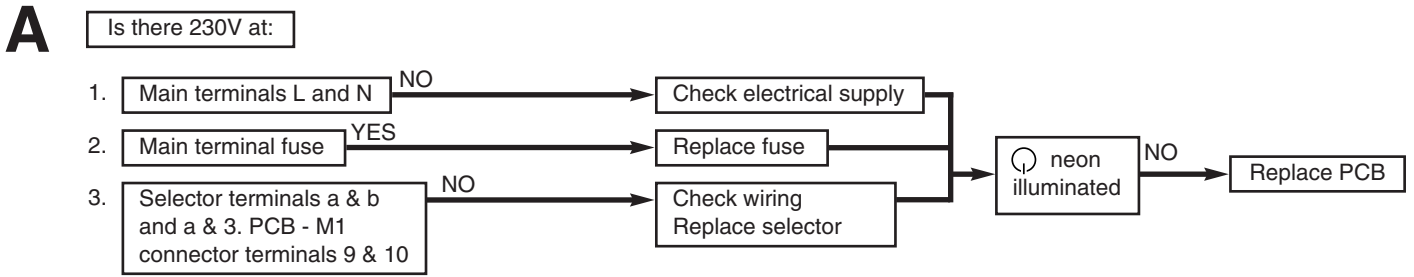 A
Is there 230V at:
1. Main terminals L and N
NO
Check electrical supply
2. Main terminal fuse
YES
Replace fuse
3. Selector terminals a & b
and a & 3. PCB - M1
connector terminals 9 & 10
NO
Check wiring
Replace selector
neon
illuminated
NO
Replace PCB